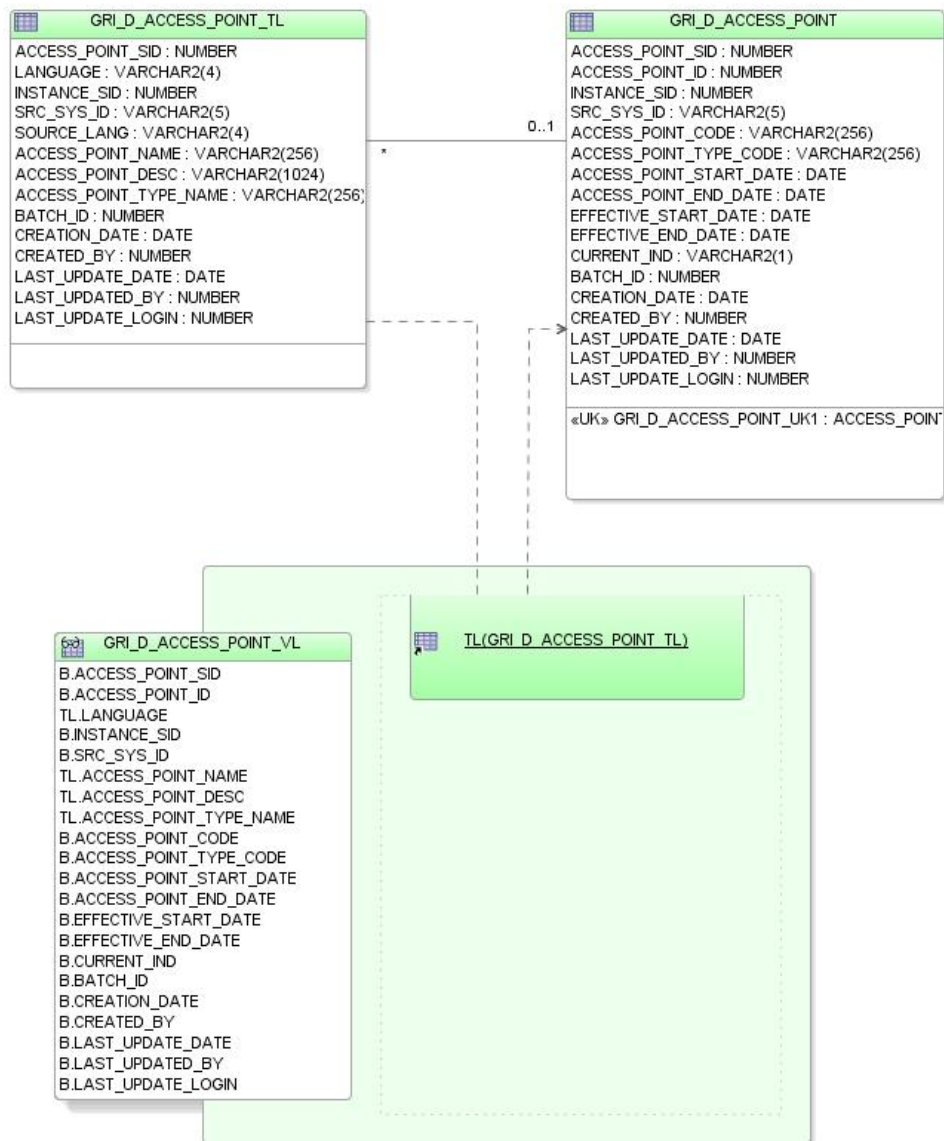 GRI_D_ACCESS_POINT_TL
ACCESS_POINT_SID : NUMBER
LANGUAGE : VARCHAR2(4)
INSTANCE_SID : NUMBER
SRC_SYS_ID : VARCHAR2(5)
SOURCE_LANG : VARCHAR2(4)
ACCESS_POINT_NAME : VARCHAR2(256)
ACCESS_POINT_DESC : VARCHAR2(1024)
ACCESS_POINT_TYPE_NAME : VARCHAR2(256)
BATCH_ID : NUMBER
CREATION_DATE : DATE
CREATED_BY : NUMBER
LAST_UPDATE_DATE : DATE
LAST_UPDATED_BY : NUMBER
LAST_UPDATE_LOGIN : NUMBER
*
0..1
GRI_D_ACCESS_POINT
ACCESS_POINT_SID : NUMBER
ACCESS_POINT_ID : NUMBER
INSTANCE_SID : NUMBER
SRC_SYS_ID : VARCHAR2(5)
ACCESS_POINT_CODE : VARCHAR2(256)
ACCESS_POINT_TYPE_CODE : VARCHAR2(256)
ACCESS_POINT_START_DATE : DATE
ACCESS_POINT_END_DATE : DATE
EFFECTIVE_START_DATE : DATE
EFFECTIVE_END_DATE : DATE
CURRENT_IND : VARCHAR2(1)
BATCH_ID : NUMBER
CREATION_DATE : DATE
CREATED_BY : NUMBER
LAST_UPDATE_DATE : DATE
LAST_UPDATED_BY : NUMBER
LAST_UPDATE_LOGIN : NUMBER
«UK» GRI_D_ACCESS_POINT_UK1 : ACCESS_POIN
GRI_D_ACCESS_POINT_VL
B.ACCESS_POINT_SID
B.ACCESS_POINT_ID
TL.LANGUAGE
B.INSTANCE_SID
B.SRC_SYS_ID
TL.ACCESS_POINT_NAME
TL.ACCESS_POINT_DESC
TL.ACCESS_POINT_TYPE_NAME
B.ACCESS_POINT_CODE
B.ACCESS_POINT_TYPE_CODE
B.ACCESS_POINT_START_DATE
B.ACCESS_POINT_END_DATE
B.EFFECTIVE_START_DATE
B.EFFECTIVE_END_DATE
B.CURRENT_IND
B.BATCH_ID
B.CREATION_DATE
B.CREATED_BY
B.LAST_UPDATE_DATE
B.LAST_UPDATED_BY
B.LAST_UPDATE_LOGIN
TL(GRI_D_ACCESS_POINT_TL)